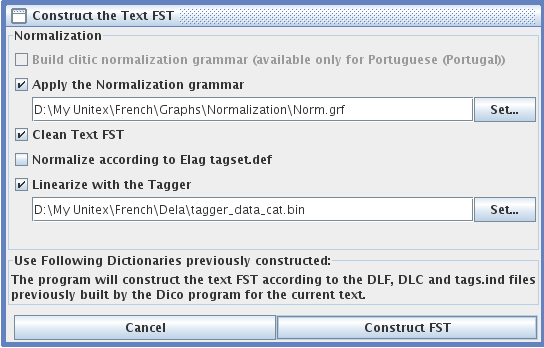 Construct the Text FST
Normalization
Build clitic normalization grammar (available only for Portuguese (Portugal))
Apply the Normalization grammar
D:\My Unitex\French\Graphs\Normalization\Norm.grf Set...
Clean Text FST
Normalize according to Elag tagset.def
Linearize with the Tagger
D:\My Unitex\French\Dela\tagger_data_cat.bin Set...
Use Following Dictionaries previously constructed:
The program will construct the text FST according to the DLF, DLC and tags.ind files
previously built by the Dico program for the current text.
Cancel Construct FST